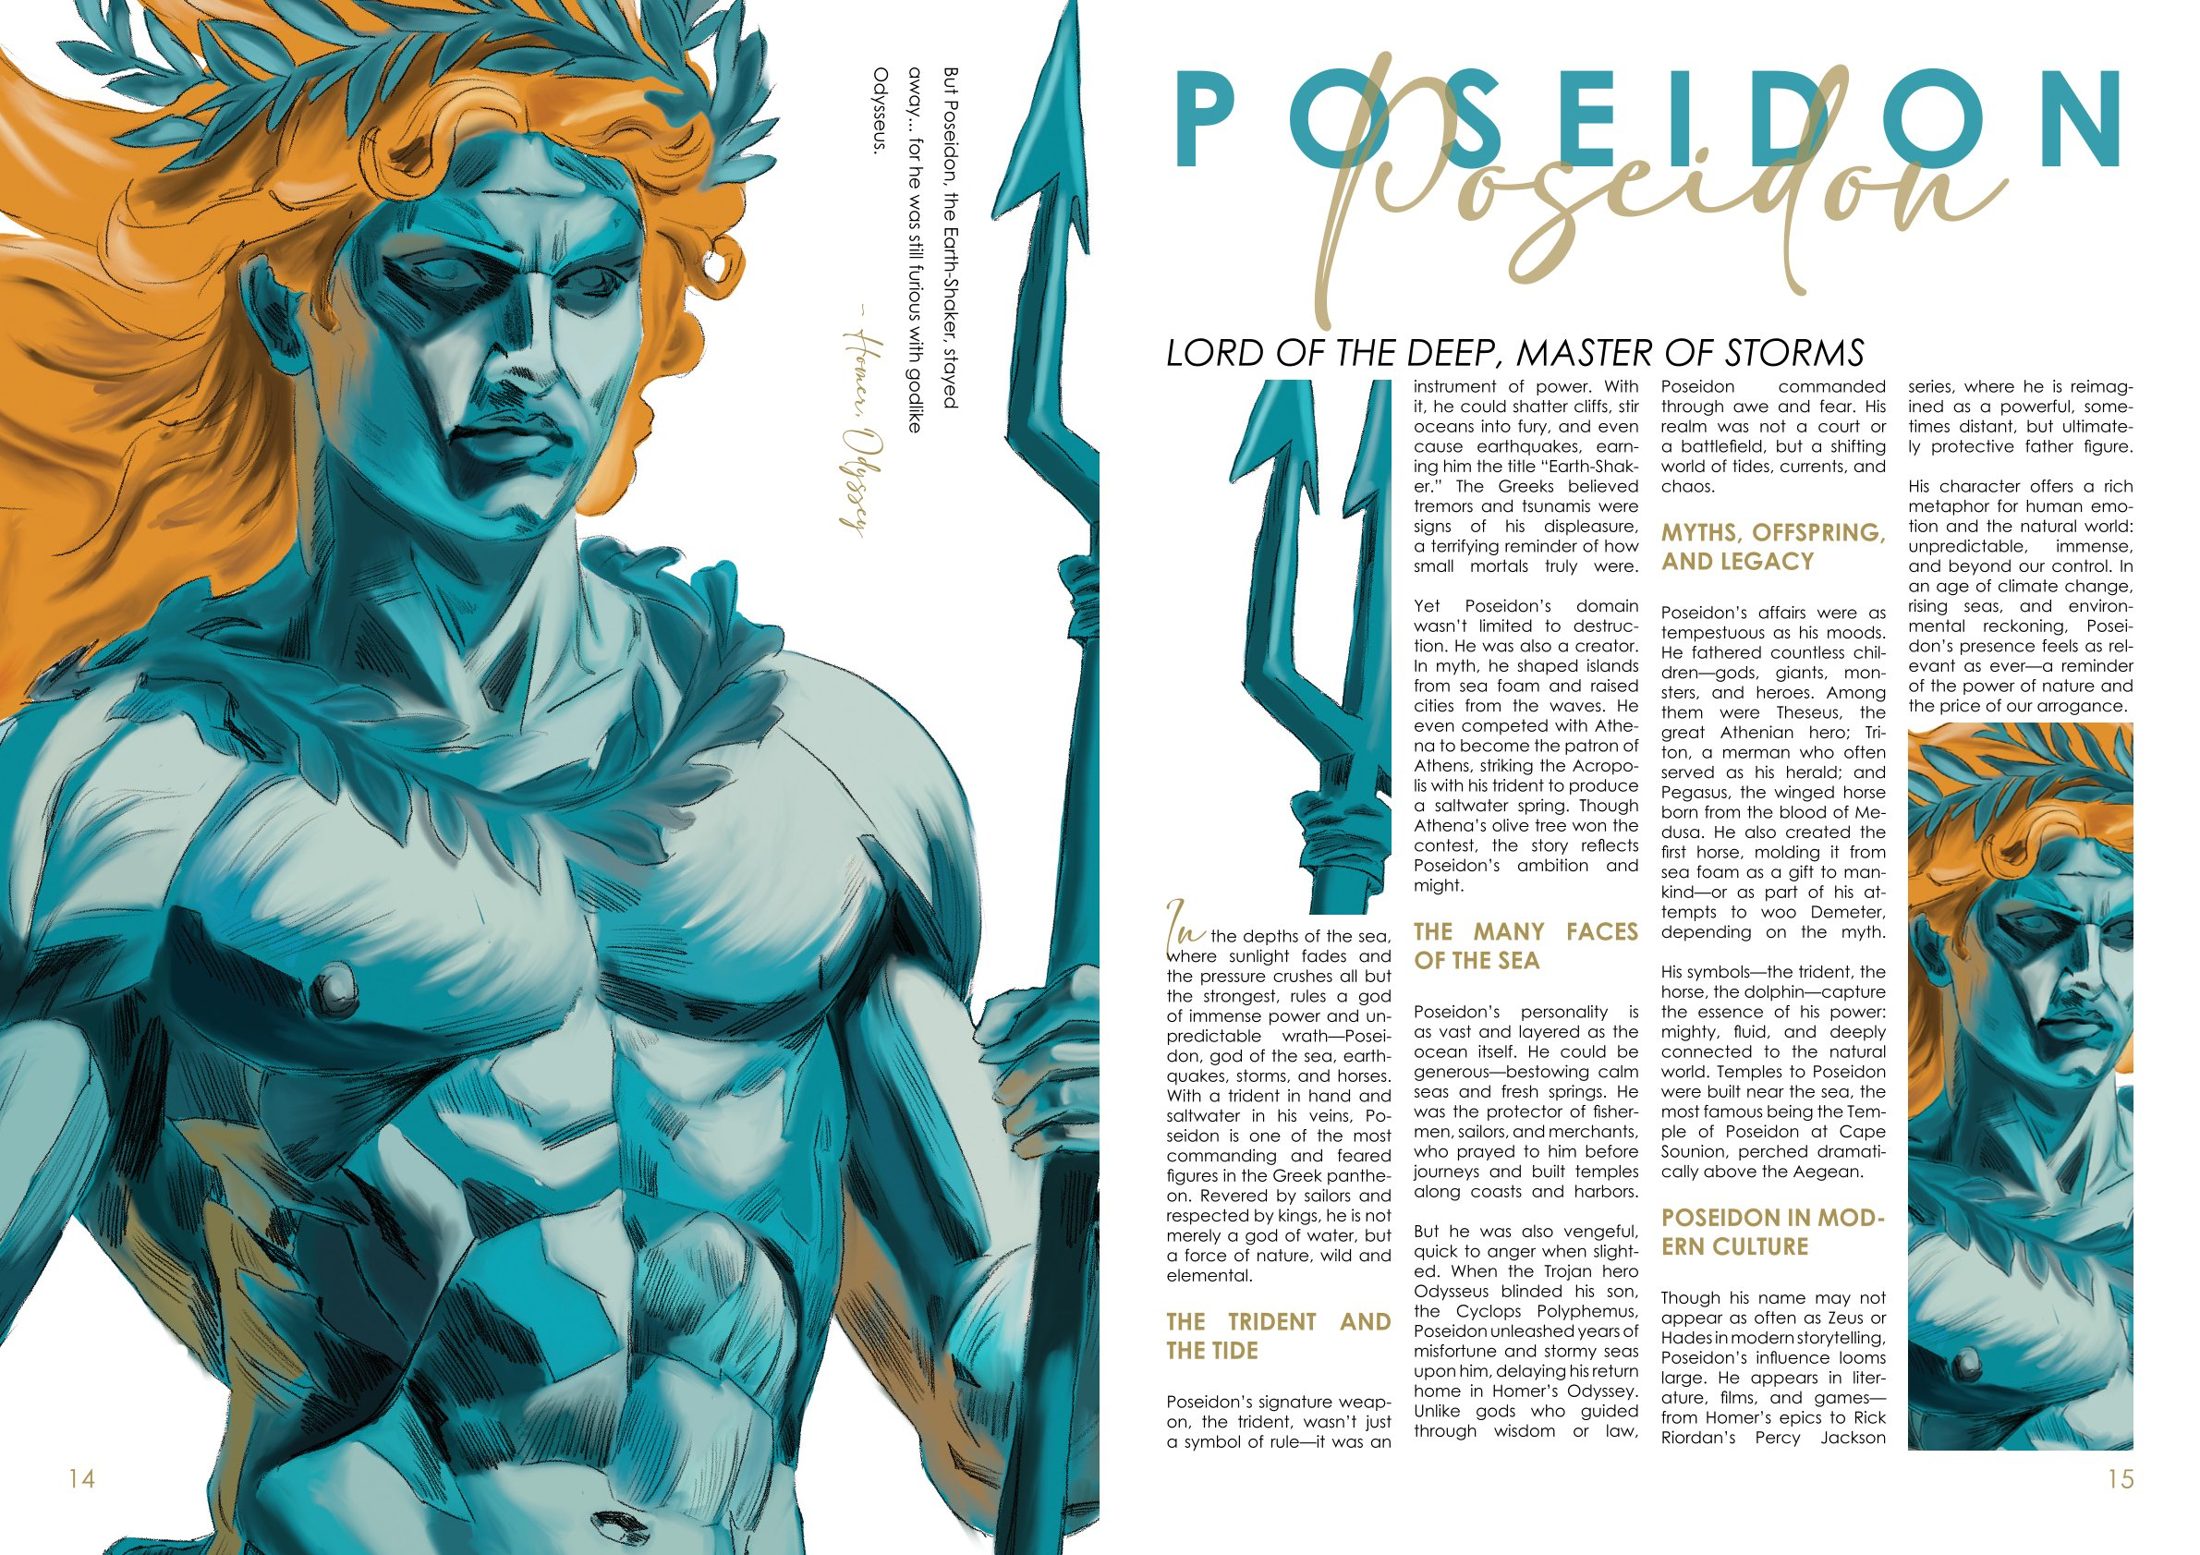 But Poseidon, the Earth-Shaker, stayed
away... for he was still furious with godlike
Odysseus.
– Homer, Odyssey
14
POSEIDON
Poseidon
LORD OF THE DEEP, MASTER OF STORMS
In the depths of the sea,
where sunlight fades and
the pressure crushes all but
the strongest, rules a god
of immense power and un-
predictable wrath—Posei-
don, god of the sea, earth-
quakes, storms, and horses.
With a trident in hand and
saltwater in his veins, Po-
seidon is one of the most
commanding and feared
figures in the Greek panthe-
on. Revered by sailors and
respected by kings, he is not
merely a god of water, but
a force of nature, wild and
elemental.
THE TRIDENT AND
THE TIDE
Poseidon’s signature weap-
on, the trident, wasn’t just
a symbol of rule—it was an
instrument of power. With
it, he could shatter cliffs, stir
oceans into fury, and even
cause earthquakes, earn-
ing him the title “Earth-Shak-
er.” The Greeks believed
tremors and tsunamis were
signs of his displeasure,
a terrifying reminder of how
small mortals truly were.
Yet Poseidon’s domain
wasn’t limited to destruc-
tion. He was also a creator.
In myth, he shaped islands
from sea foam and raised
cities from the waves. He
even competed with Athe-
na to become the patron of
Athens, striking the Acropo-
lis with his trident to produce
a saltwater spring. Though
Athena’s olive tree won the
contest, the story reflects
Poseidon’s ambition and
might.
THE MANY FACES
OF THE SEA
Poseidon’s personality is
as vast and layered as the
ocean itself. He could be
generous—bestowing calm
seas and fresh springs. He
was the protector of fisher-
men, sailors, and merchants,
who prayed to him before
journeys and built temples
along coasts and harbors.
But he was also vengeful,
quick to anger when slight-
ed. When the Trojan hero
Odysseus blinded his son,
the Cyclops Polyphemus,
Poseidon unleashed years of
misfortune and stormy seas
upon him, delaying his return
home in Homer’s Odyssey.
Unlike gods who guided
through wisdom or law,
Poseidon commanded
through awe and fear. His
realm was not a court or
a battlefield, but a shifting
world of tides, currents, and
chaos.
MYTHS, OFFSPRING,
AND LEGACY
Poseidon’s affairs were as
tempestuous as his moods.
He fathered countless chil-
dren—gods, giants, mon-
sters, and heroes. Among
them were Theseus, the
great Athenian hero; Tri-
ton, a merman who often
served as his herald; and
Pegasus, the winged horse
born from the blood of Me-
dusa. He also created the
first horse, molding it from
sea foam as a gift to man-
kind—or as part of his at-
tempts to woo Demeter,
depending on the myth.
His symbols—the trident, the
horse, the dolphin—capture
the essence of his power:
mighty, fluid, and deeply
connected to the natural
world. Temples to Poseidon
were built near the sea, the
most famous being the Tem-
ple of Poseidon at Cape
Sounion, perched dramati-
cally above the Aegean.
POSEIDON IN MOD-
ERN CULTURE
Though his name may not
appear as often as Zeus or
Hades in modern storytelling,
Poseidon’s influence looms
large. He appears in liter-
ature, films, and games—
from Homer’s epics to Rick
Riordan’s Percy Jackson
series, where he is reimag-
ined as a powerful, some-
times distant, but ultimate-
ly protective father figure.
His character offers a rich
metaphor for human emo-
tion and the natural world:
unpredictable, immense,
and beyond our control. In
an age of climate change,
rising seas, and environ-
mental reckoning, Posei-
don’s presence feels as rel-
evant as ever—a reminder
of the power of nature and
the price of our arrogance.
15